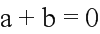 a + b = 0